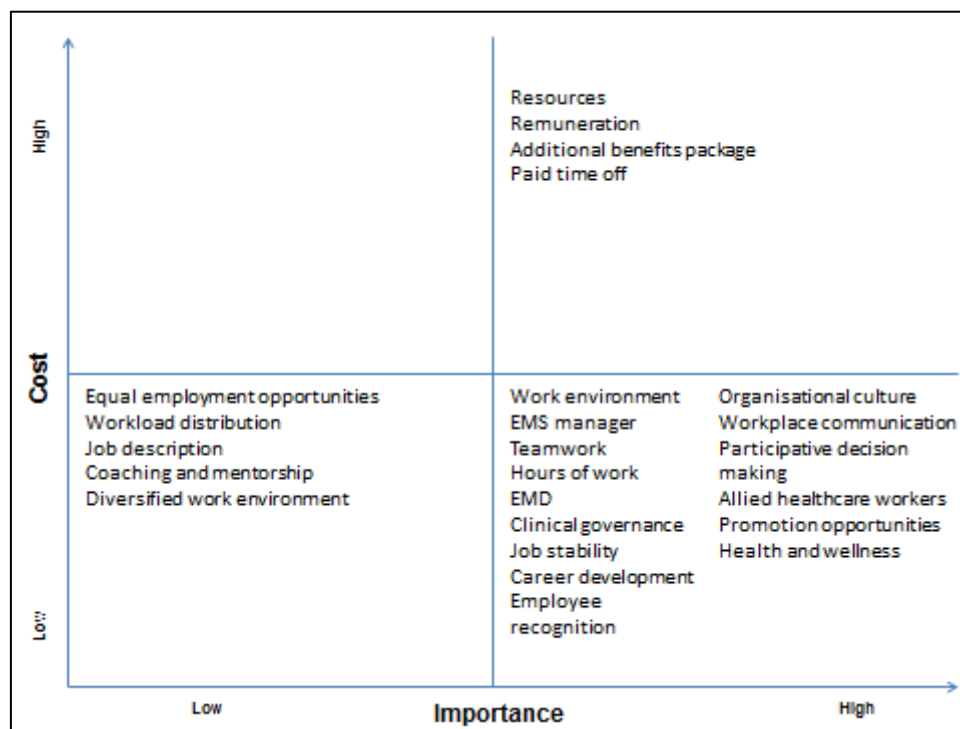 High
Resources
Remuneration
Additional benefits package
Paid time off
Cost
Equal employment opportunities
Workload distribution
Job description
Coaching and mentorship
Diversified work environment
Work environment
EMS manager
Teamwork
Hours of work
EMD
Clinical governance
Job stability
Career development
Employee
recognition
Organisational culture
Workplace communication
Participative decision
making
Allied healthcare workers
Promotion opportunities
Health and wellness
Low
Low
Importance
High